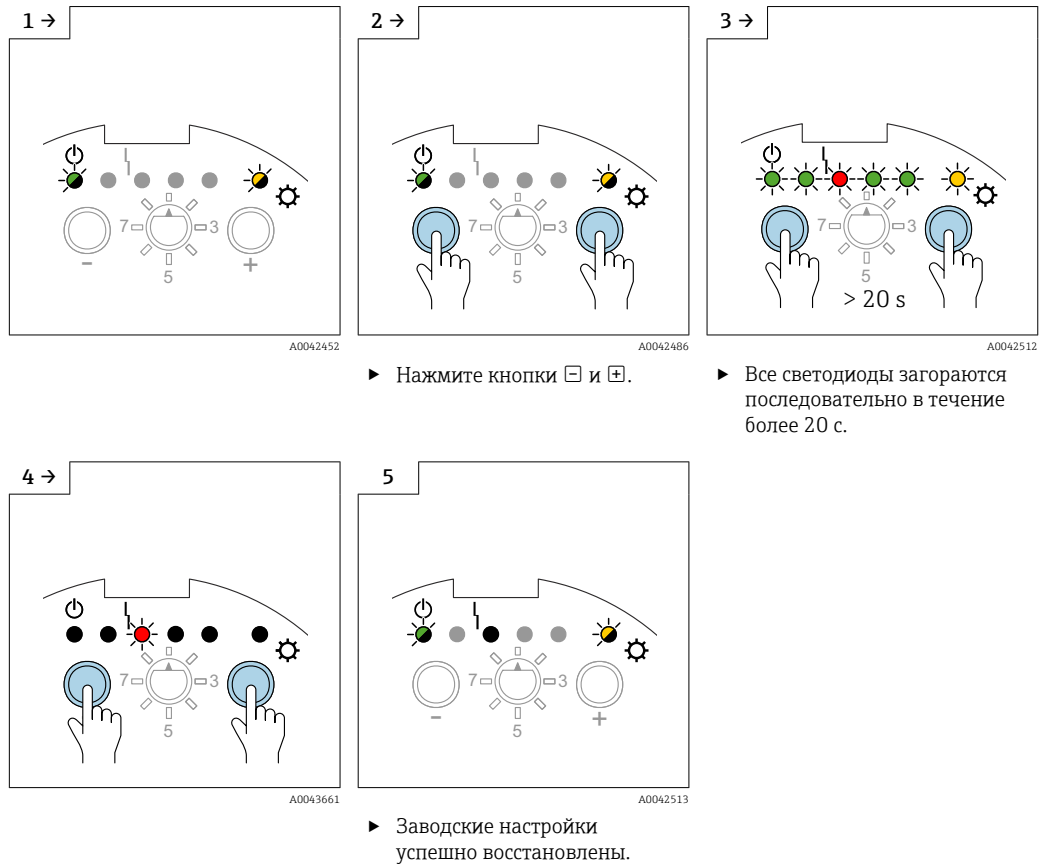 1 →
7
3
5
-
+
A0042452
2 →
7
3
5
A0042486
► Нажмите кнопки ⊟ и ⊞.
3 →
7
3
5
> 20 s
A0042512
► Все светодиоды загораются
последовательно в течение
более 20 с.
4 →
7
3
5
A0043661
5
7
3
5
-
+
A0042513
► Заводские настройки
успешно восстановлены.